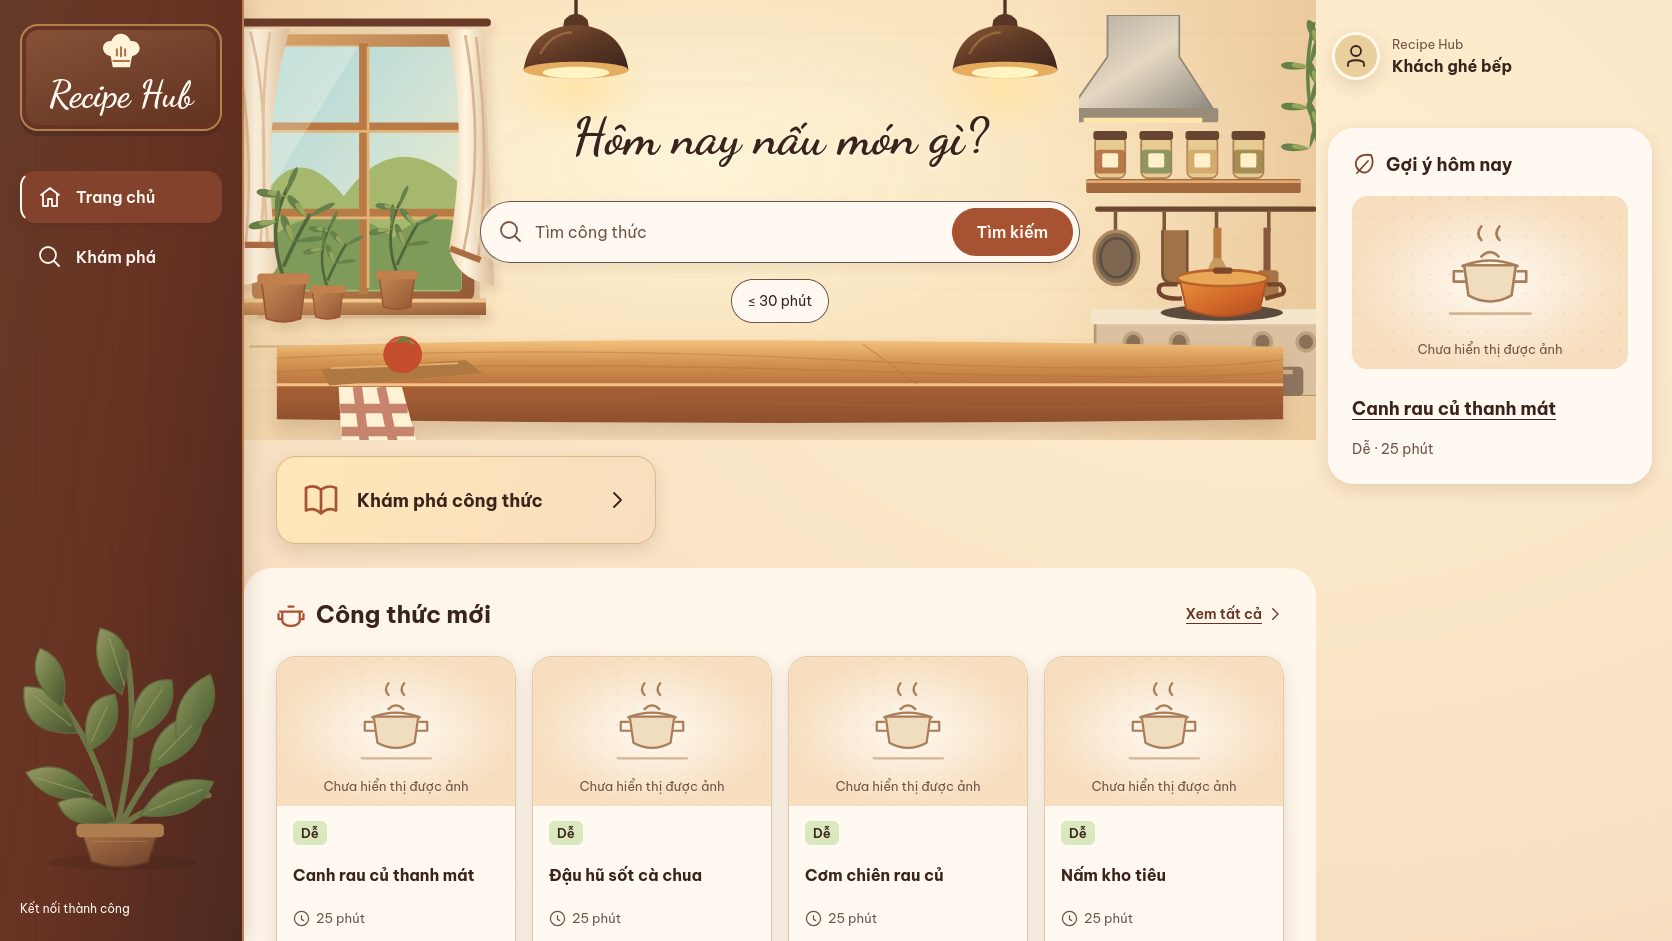 Recipe Hub
Trang chủ
Khám phá
Kết nối thành công
Hôm nay nấu món gì?
Tìm công thức
Tìm kiếm
≤ 30 phút
Khám phá công thức
Công thức mới
Xem tất cả
Chưa hiển thị được ảnh
Dễ
Canh rau củ thanh mát
25 phút
Chưa hiển thị được ảnh
Dễ
Đậu hũ sốt cà chua
25 phút
Chưa hiển thị được ảnh
Dễ
Cơm chiên rau củ
25 phút
Chưa hiển thị được ảnh
Dễ
Nấm kho tiêu
25 phút
Recipe Hub
Khách ghé bếp
Gợi ý hôm nay
Chưa hiển thị được ảnh
Canh rau củ thanh mát
Dễ · 25 phút